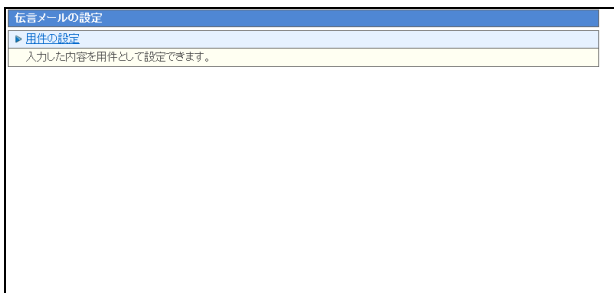 伝言メールの設定
用件の設定
入力した内容を用件として設定できます。